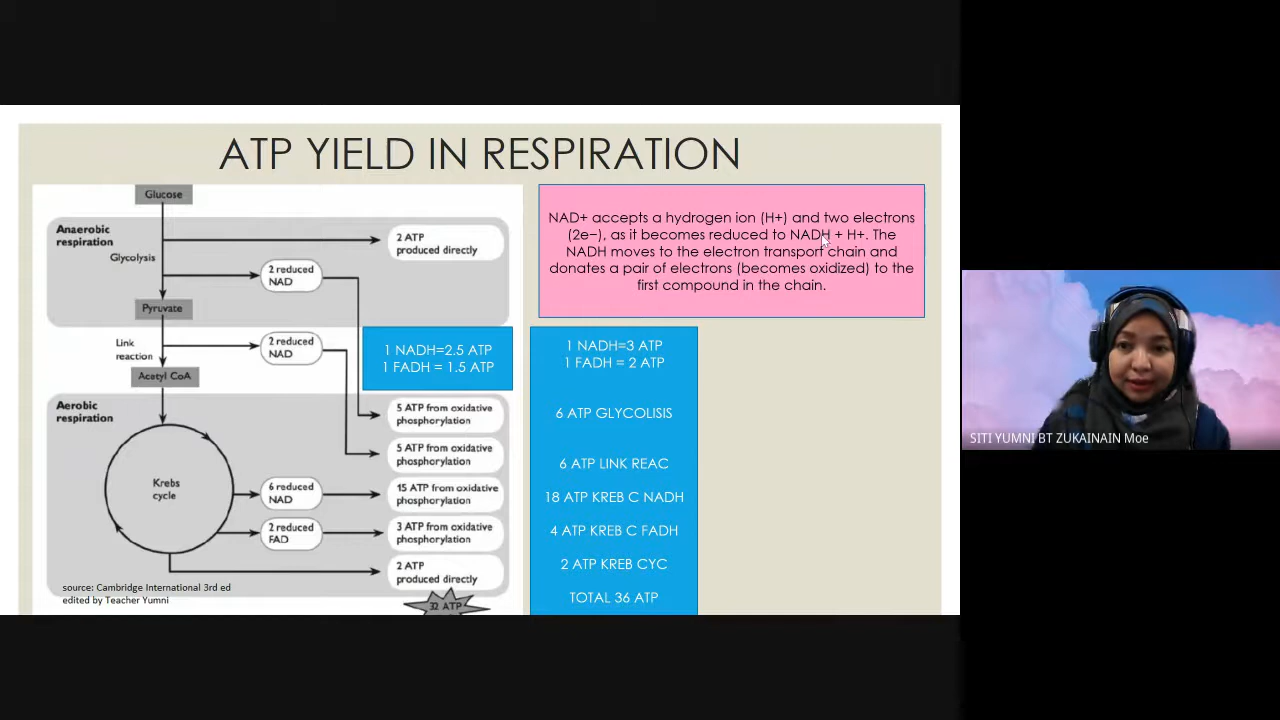 ATP YIELD IN RESPIRATION
Glucose
Anaerobic
respiration
Glycolysis
2 ATP
produced directly
2 reduced
NAD
Pyruvate
Link
reaction
2 reduced
NAD
Acetyl CoA
1 NADH=2.5 ATP
1 FADH = 1.5 ATP
Aerobic
respiration
5 ATP from oxidative
phosphorylation
5 ATP from oxidative
phosphorylation
Krebs
cycle
6 reduced
NAD
15 ATP from oxidative
phosphorylation
2 reduced
FAD
3 ATP from oxidative
phosphorylation
2 ATP
produced directly
source: Cambridge International 3rd ed
edited by Teacher Yumni
32 ATP
NAD+ accepts a hydrogen ion (H+) and two electrons
(2e−), as it becomes reduced to NADH + H+. The
NADH moves to the electron transport chain and
donates a pair of electrons (becomes oxidized) to the
first compound in the chain.
1 NADH=3 ATP
1 FADH = 2 ATP
6 ATP GLYCOLISIS
6 ATP LINK REAC
18 ATP KREB C NADH
4 ATP KREB C FADH
2 ATP KREB CYC
TOTAL 36 ATP
SITI YUMNI BT ZUKAINAIN Moe